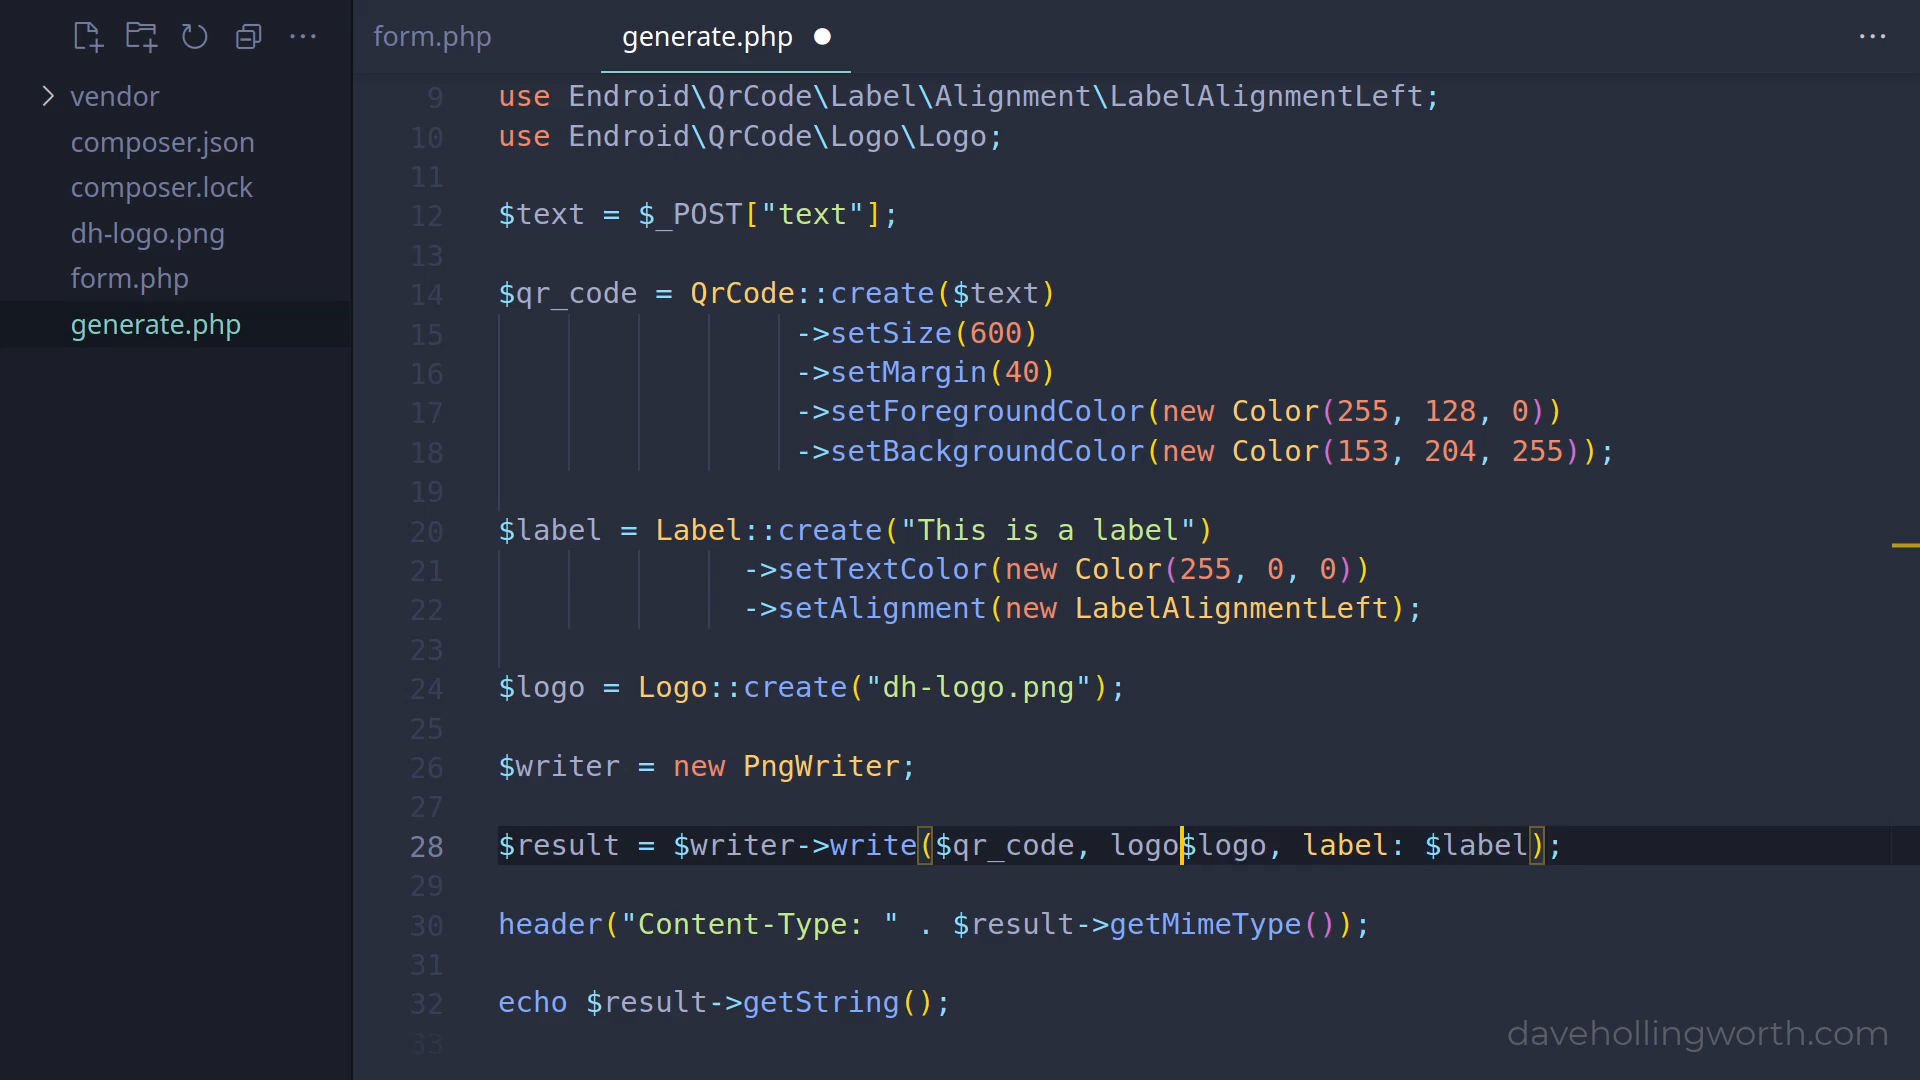 form.php
generate.php
vendor
composer.json
composer.lock
dh-logo.png
form.php
generate.php
9 use Endroid\QrCode\Label\Alignment\LabelAlignmentLeft;
10 use Endroid\QrCode\Logo\Logo;
11
12 $text = $_POST["text"];
13
14 $qr_code = QrCode::create($text)
15 ->setSize(600)
16 ->setMargin(40)
17 ->setForegroundColor(new Color(255, 128, 0))
18 ->setBackgroundColor(new Color(153, 204, 255));
19
20 $label = Label::create("This is a label")
21 ->setTextColor(new Color(255, 0, 0))
22 ->setAlignment(new LabelAlignmentLeft);
23
24 $logo = Logo::create("dh-logo.png");
25
26 $writer = new PngWriter;
27
28 $result = $writer->write($qr_code, logo$logo, label: $label);
29
30 header("Content-Type: " . $result->getMimeType());
31
32 echo $result->getString();
33
davehollingworth.com